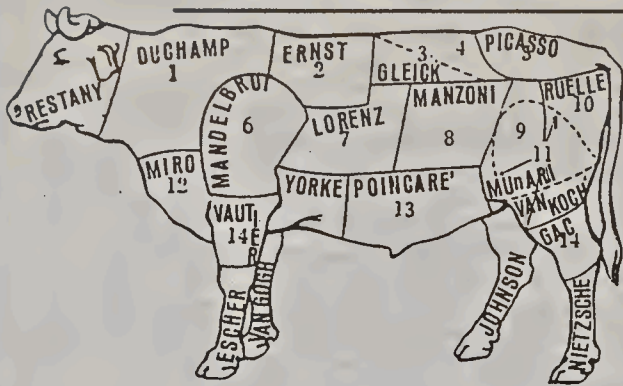 RESTANY
DUCHAMP
1
ERNST
2
3
4
GLEICK
PICASSO
5
MANDELBROT
6
LORENZ
7
MANZONI
8
9
RUELLE
10
11
MUNARI
MIRO
12
YORKE
POINCARE'
13
VAN KOCH
VAUTIER
14
GAC
14
ESCHER
VAN GOGH
JOHNSON
NIETZSCHE